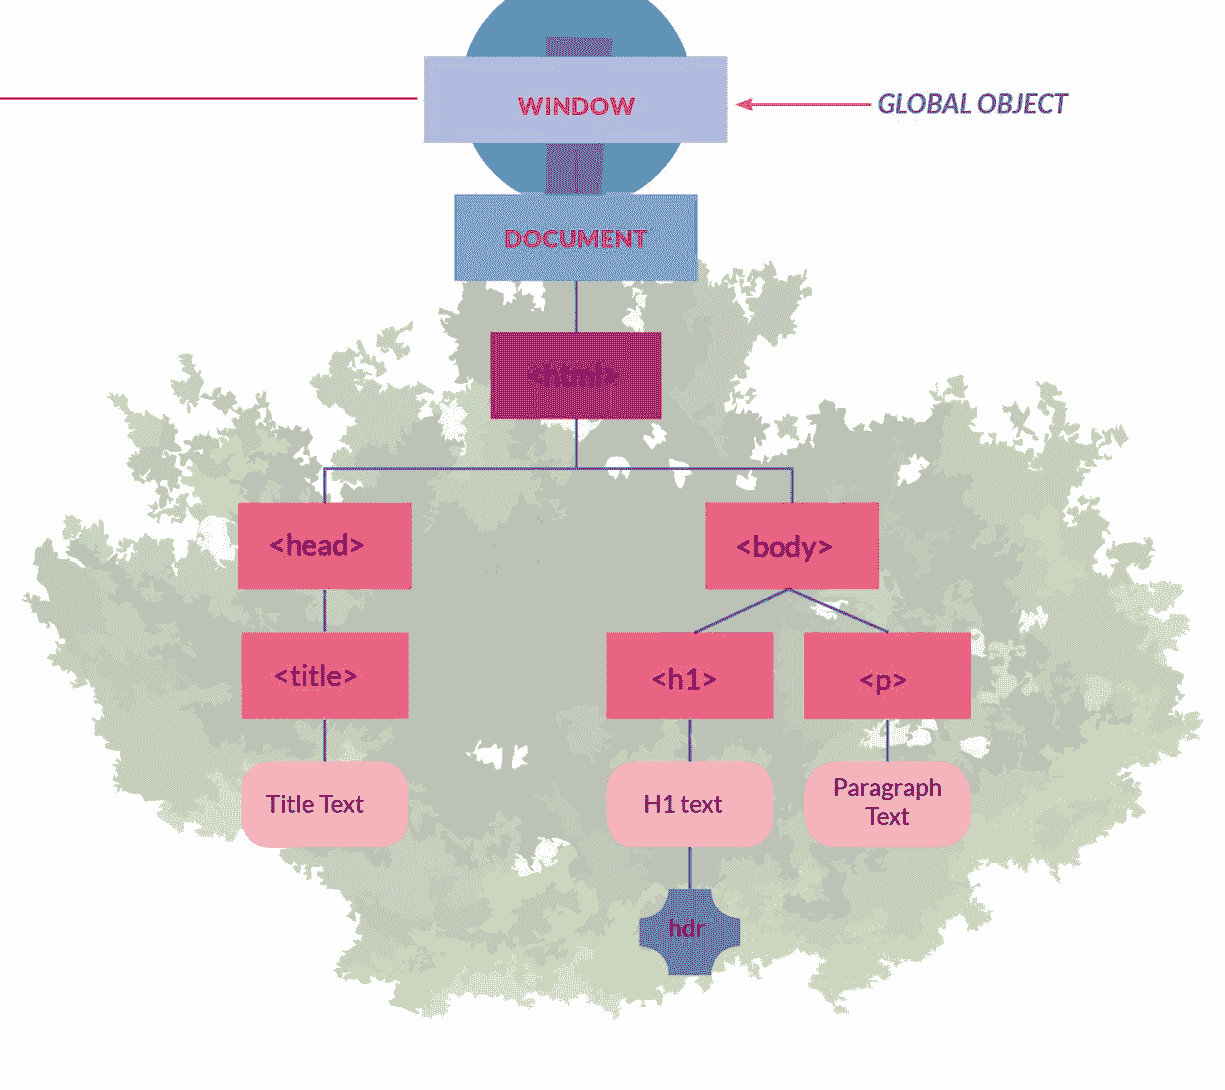 WINDOW
GLOBAL OBJECT
DOCUMENT
<html>
<head>
<body>
<title>
<h1>
<p>
Title Text
H1 text
Paragraph
Text
hdr